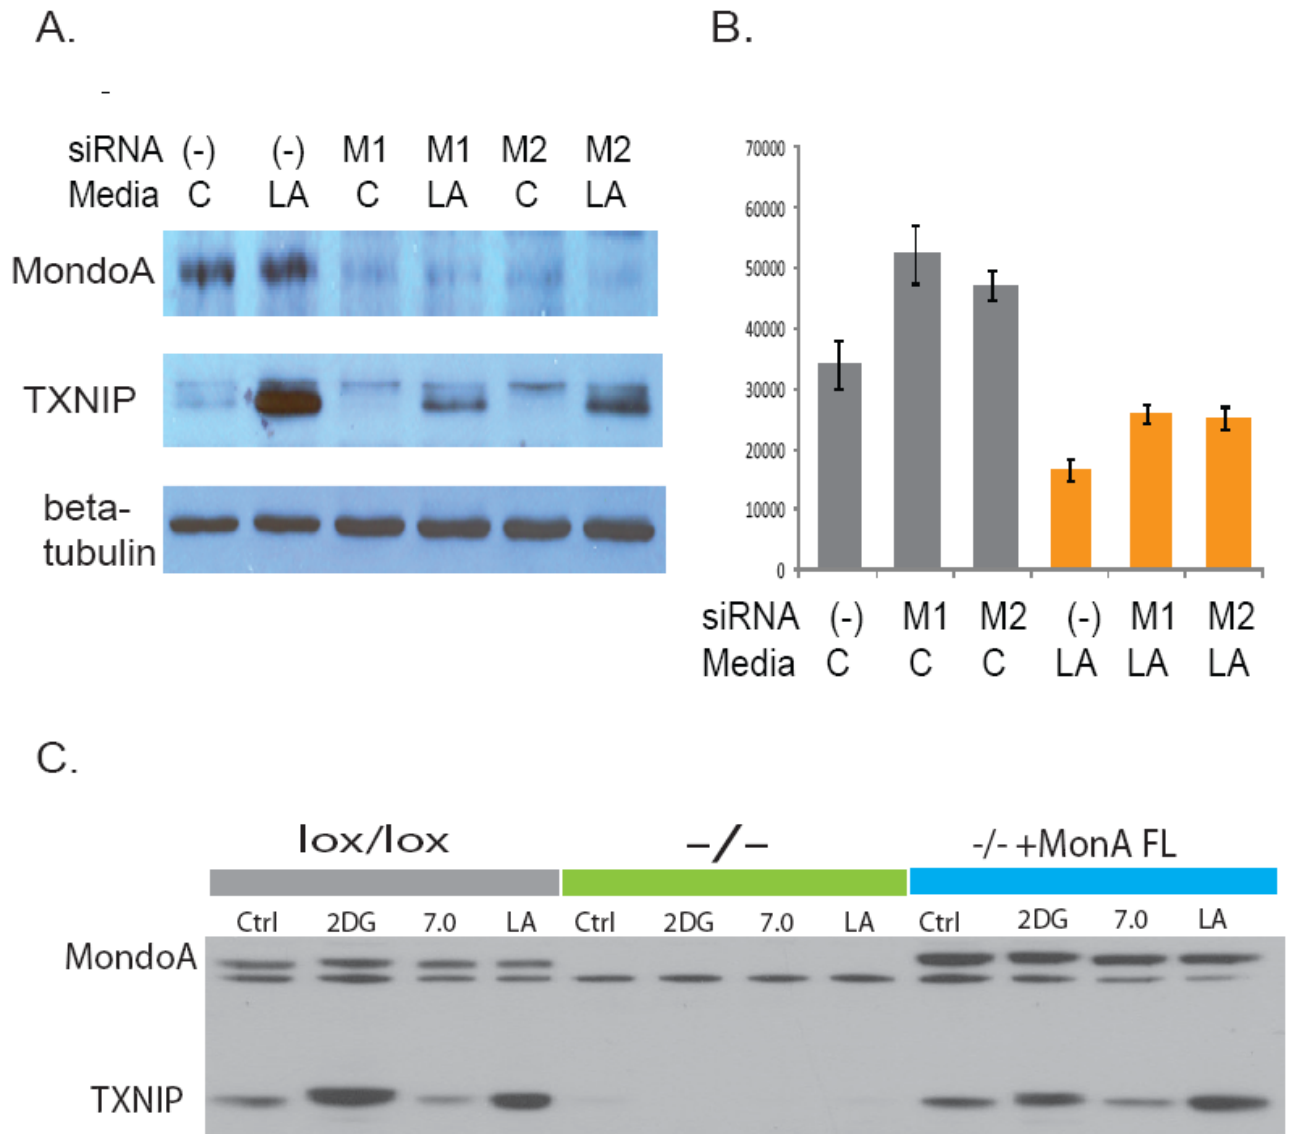 A.
-
siRNA (-) (-) M1 M1 M2 M2
Media C LA C LA C LA
MondoA
TXNIP
beta-
tubulin
B.
70000
60000
50000
40000
30000
20000
10000
0
siRNA (-) M1 M2 (-) M1 M2
Media C C C LA LA LA
C.
lox/lox -/- -/- +MonA FL
Ctrl 2DG 7.0 LA Ctrl 2DG 7.0 LA Ctrl 2DG 7.0 LA
MondoA
TXNIP